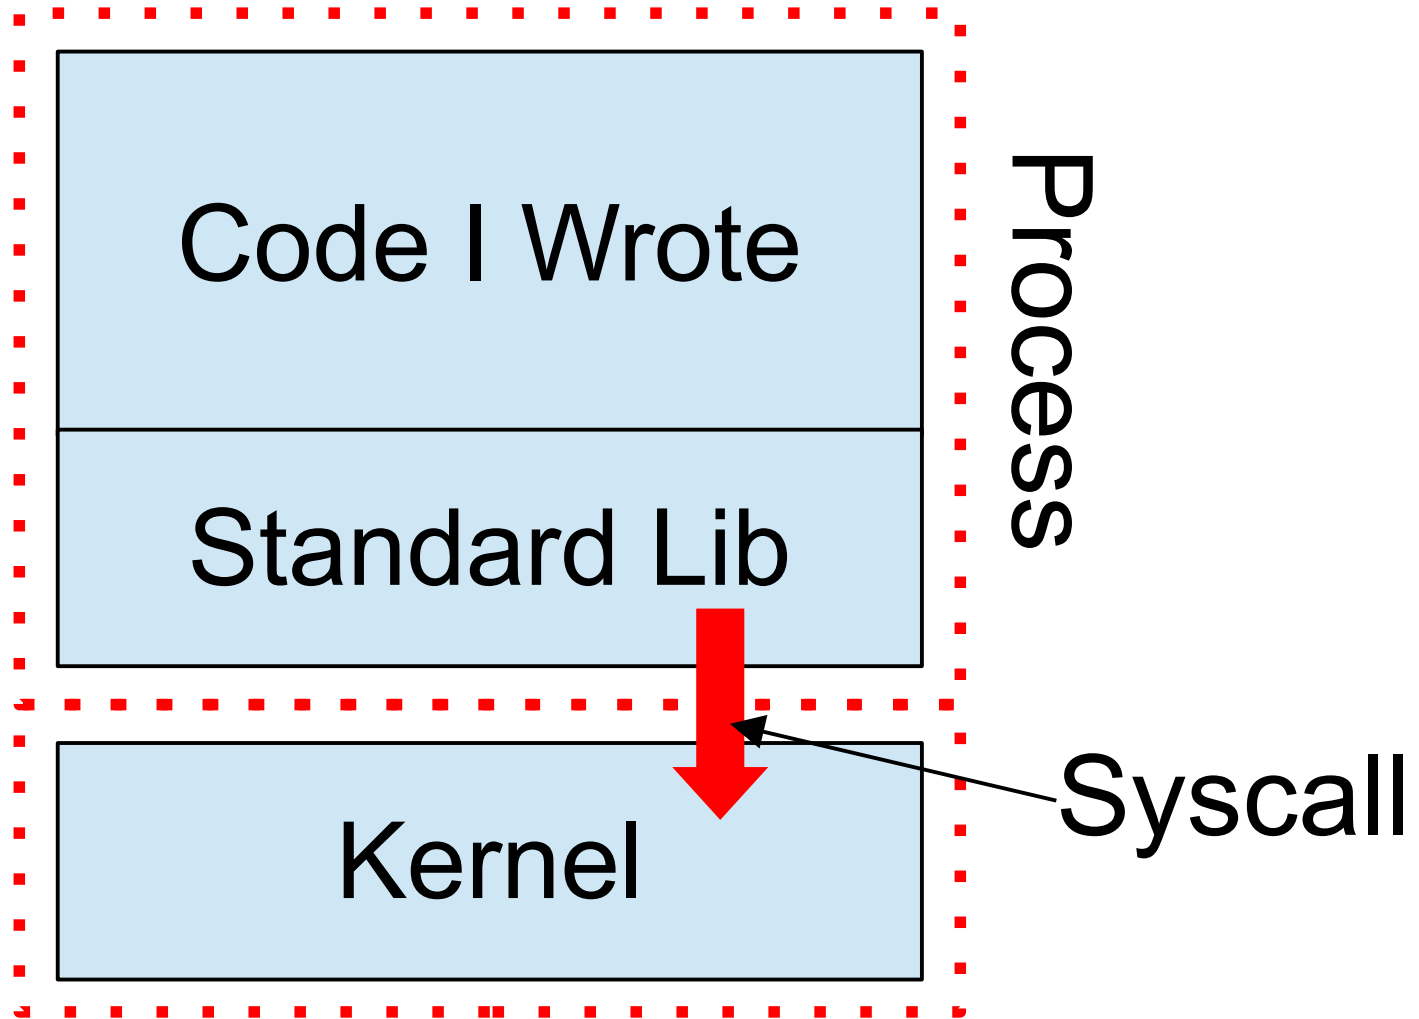 Code I Wrote
Standard Lib
Kernel
Process
Syscall